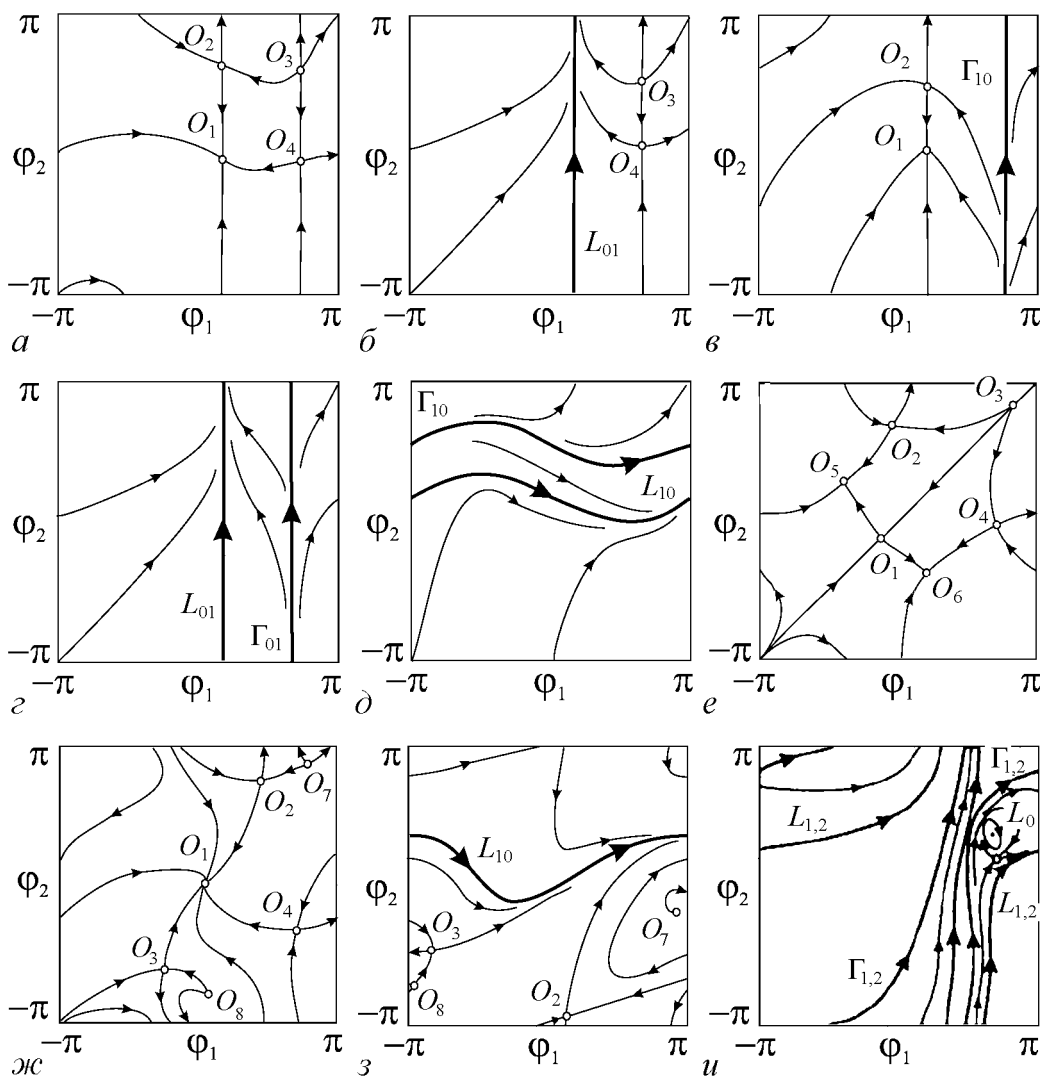 π O₂ O₃ O₁ O₄ φ₂ −π −π φ₁ π а
π O₃ O₄ φ₂ L₀₁ −π −π φ₁ π б
π O₂ Γ₁₀ O₁ φ₂ −π −π φ₁ π в
π φ₂ L₀₁ Γ₀₁ −π −π φ₁ π г
π Γ₁₀ L₁₀ φ₂ −π −π φ₁ π д
π O₃ O₂ O₅ O₄ φ₂ O₁ O₆ −π −π φ₁ π е
π O₇ O₂ O₁ φ₂ O₄ O₃ O₈ −π −π φ₁ π ж
π L₁₀ φ₂ O₃ O₇ O₈ O₂ −π −π φ₁ π з
π Γ₁,₂ L₁,₂ L₀ φ₂ L₁,₂ Γ₁,₂ −π −π φ₁ π и